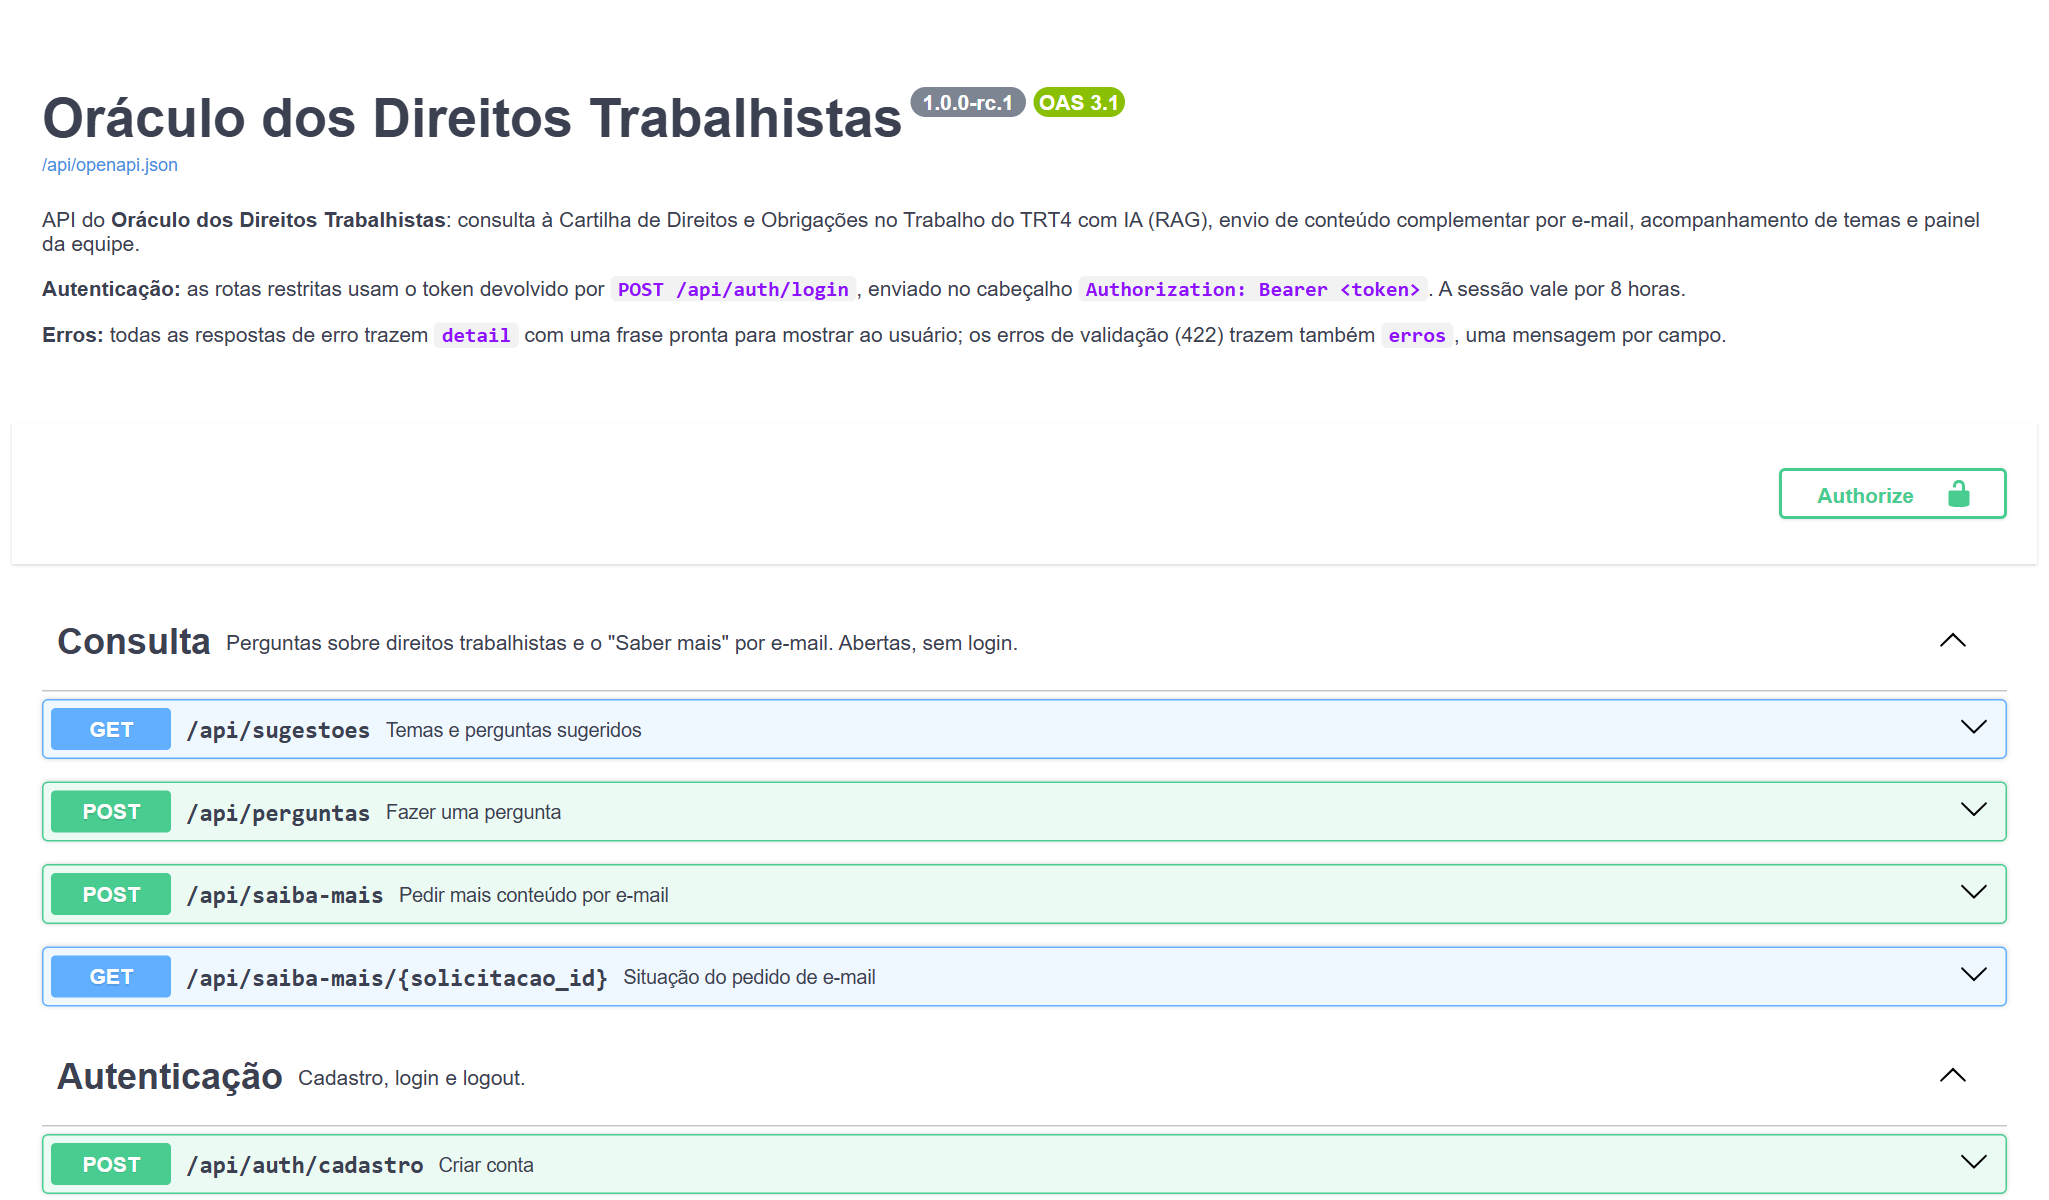 Oráculo dos Direitos Trabalhistas 1.0.0-rc.1 OAS 3.1
/api/openapi.json
API do Oráculo dos Direitos Trabalhistas: consulta à Cartilha de Direitos e Obrigações no Trabalho do TRT4 com IA (RAG), envio de conteúdo complementar por e-mail, acompanhamento de temas e painel
da equipe.
Autenticação: as rotas restritas usam o token devolvido por POST /api/auth/login, enviado no cabeçalho Authorization: Bearer <token>. A sessão vale por 8 horas.
Erros: todas as respostas de erro trazem detail com uma frase pronta para mostrar ao usuário; os erros de validação (422) trazem também erros, uma mensagem por campo.
Authorize
Consulta Perguntas sobre direitos trabalhistas e o "Saber mais" por e-mail. Abertas, sem login.
GET /api/sugestoes Temas e perguntas sugeridos
POST /api/perguntas Fazer uma pergunta
POST /api/saiba-mais Pedir mais conteúdo por e-mail
GET /api/saiba-mais/{solicitacao_id} Situação do pedido de e-mail
Autenticação Cadastro, login e logout.
POST /api/auth/cadastro Criar conta